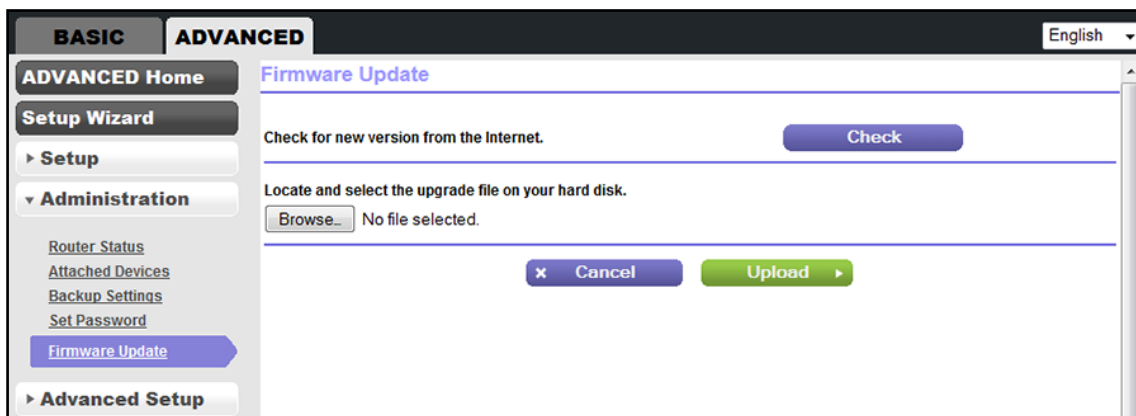 BASIC
ADVANCED
English
ADVANCED Home
Setup Wizard
Setup
Administration
Router Status
Attached Devices
Backup Settings
Set Password
Firmware Update
Advanced Setup
Firmware Update
Check for new version from the Internet.
Check
Locate and select the upgrade file on your hard disk.
Browse... No file selected.
Cancel
Upload